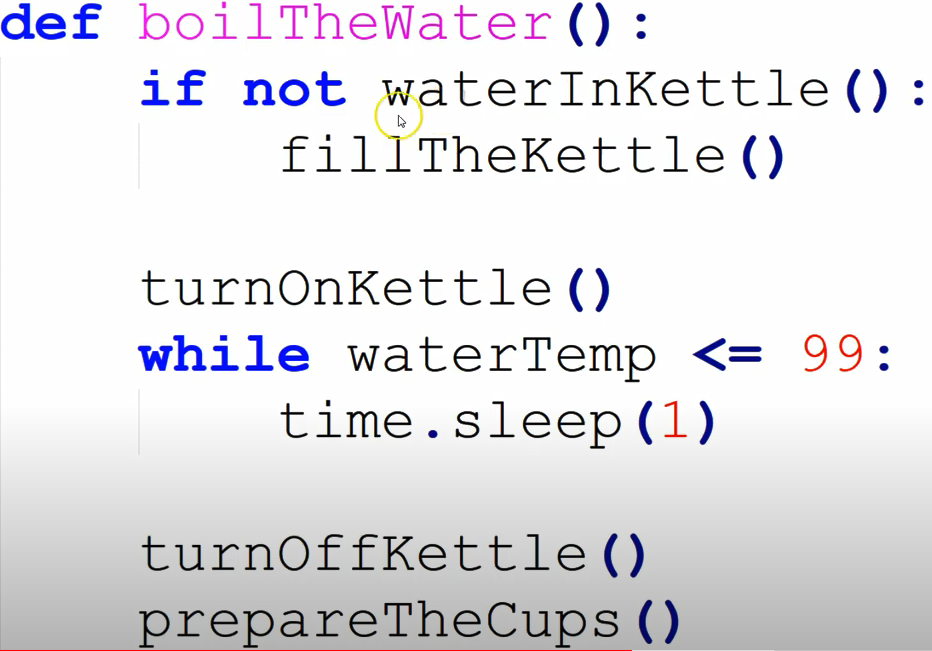 def boilTheWater():
if not waterInKettle():
fillTheKettle()
turnOnKettle()
while waterTemp <= 99:
time.sleep(1)
turnOffKettle()
prepareTheCups()